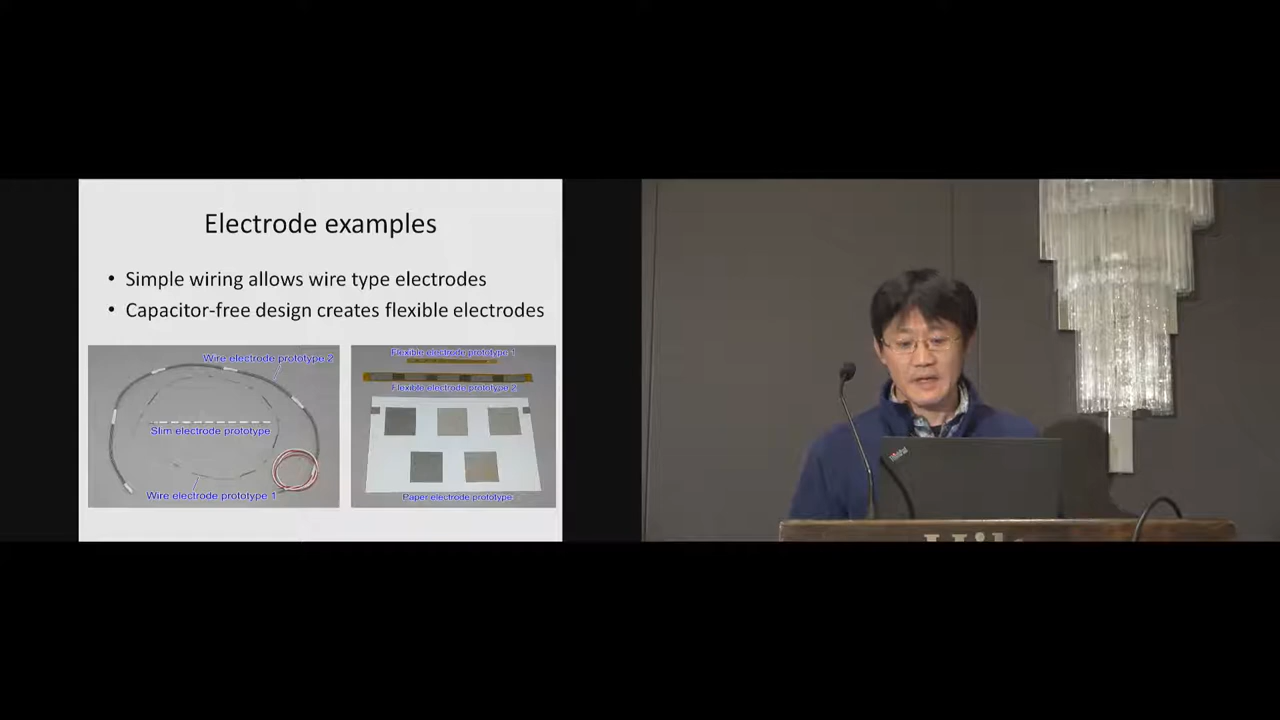 Electrode examples
• Simple wiring allows wire type electrodes
• Capacitor-free design creates flexible electrodes
Wire electrode prototype 2
Slim electrode prototype
Wire electrode prototype 1
Flexible electrode prototype 1
Flexible electrode prototype 2
Paper electrode prototype
ThinkPad